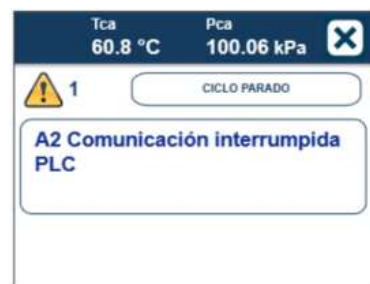 Tca Pca
60.8 °C 100.06 kPa
1 CICLO PARADO
A2 Comunicación interrumpida
PLC